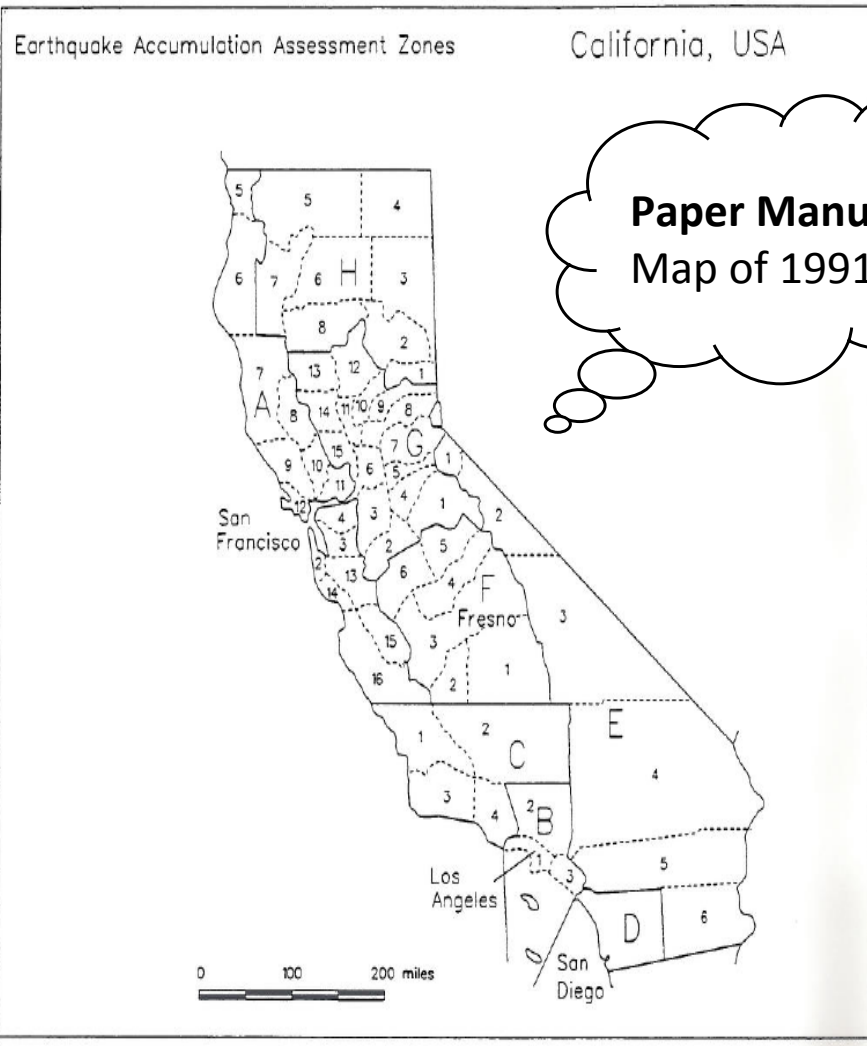 Earthquake Accumulation Assessment Zones
California, USA
Paper Manu
Map of 1991
5
5
4
6
7
6
H
3
8
2
7
13
12
1
A
8
14
11
10
9
8
7
G
15
9
10
6
5
1
11
4
12
1
2
San
Francisco
4
3
3
2
5
2
13
6
4
14
F
3
Fresno
15
3
16
2
1
1
2
C
E
4
3
4
2
B
1
3
5
Los
Angeles
D
6
San
Diego
0
100
200 miles